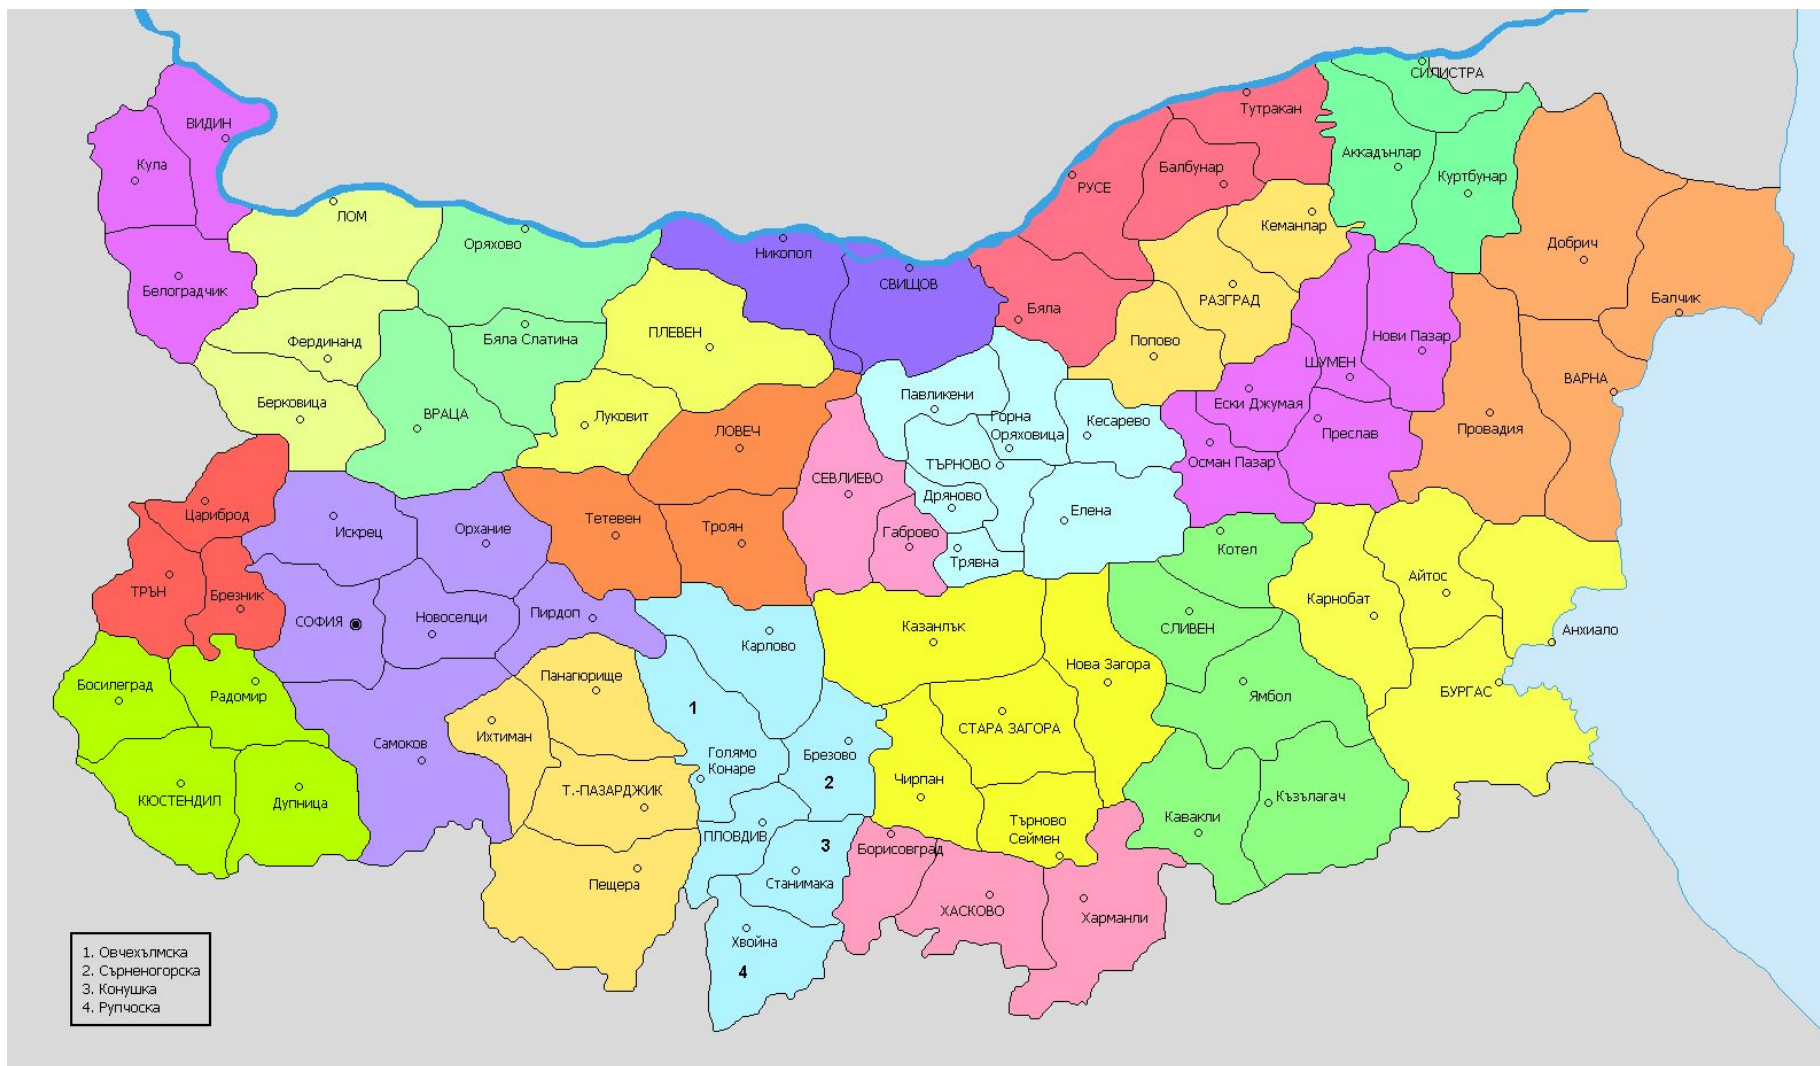 СИЛИСТРА
Тутракан
ВИДИН
Аккадънлар
Кула
Балбунар
Куртбунар
РУСЕ
ЛОМ
Кеманлар
Оряхово
Добрич
Никопол
СВИЩОВ
Белоградчик
РАЗГРАД
Балчик
Бяла
ПЛЕВЕН
Бяла Слатина
Фердинанд
Попово
Нови Пазар
ШУМЕН
ВАРНА
Павликени
Ески Джумая
Берковица
ВРАЦА
Луковит
Горна
Оряховица
Кесарево
Преслав
Провадия
ЛОВЕЧ
ТЪРНОВО
Осман Пазар
СЕВЛИЕВО
Дряново
Елена
Цариброд
Искрец
Орхание
Тетевен
Троян
Габрово
Трявна
Котел
Айтос
ТРЪН
Брезник
СОФИЯ
Новоселци
Пирдоп
Карнобат
Казанлък
СЛИВЕН
Анхиало
Карлово
Нова Загора
Босилеград
Радомир
Панагюрище
1
Ямбол
БУРГАС
Самоков
Ихтиман
СТАРА ЗАГОРА
Голямо
Конаре
Брезово
2
Чирпан
КЮСТЕНДИЛ
Дупница
Т.-ПАЗАРДЖИК
Кавакли
Къзълагач
ПЛОВДИВ
3
Търново
Сеймен
Борисовград
Пещера
Станимака
ХАСКОВО
Харманли
Хвойна
4
1. Овчехълмска
2. Сърненогорска
3. Конушка
4. Рупчоска